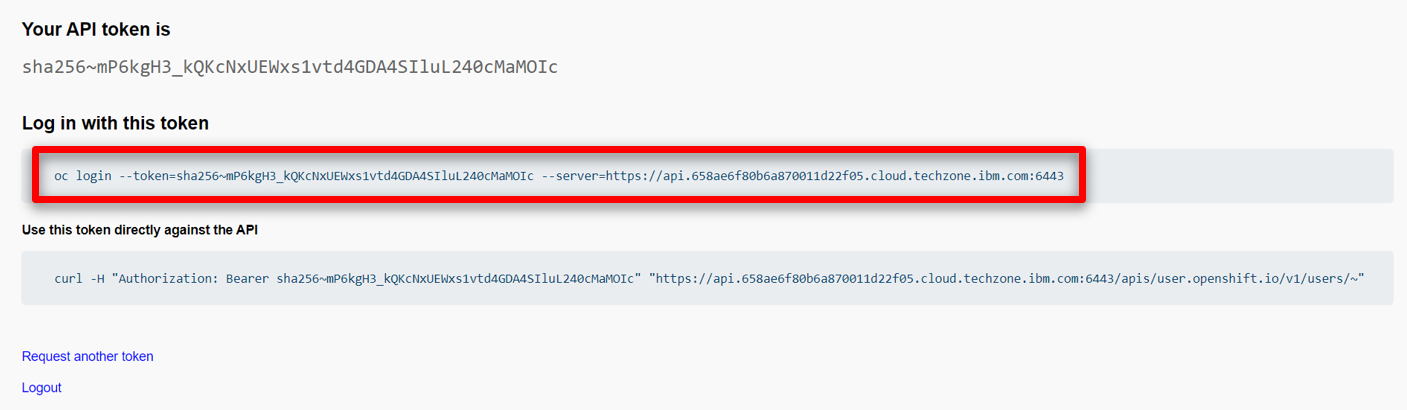 Your API token is
sha256~mP6kgH3_kQKcNxUEWxs1vtd4GDA4SIluL240cMaMOIc
Log in with this token
oc login --token=sha256~mP6kgH3_kQKcNxUEWxs1vtd4GDA4SIluL240cMaMOIc --server=https://api.658ae6f80b6a870011d22f05.cloud.techzone.ibm.com:6443
Use this token directly against the API
curl -H "Authorization: Bearer sha256~mP6kgH3_kQKcNxUEWxs1vtd4GDA4SIluL240cMaMOIc" "https://api.658ae6f80b6a870011d22f05.cloud.techzone.ibm.com:6443/apis/user.openshift.io/v1/users/~"
Request another token
Logout